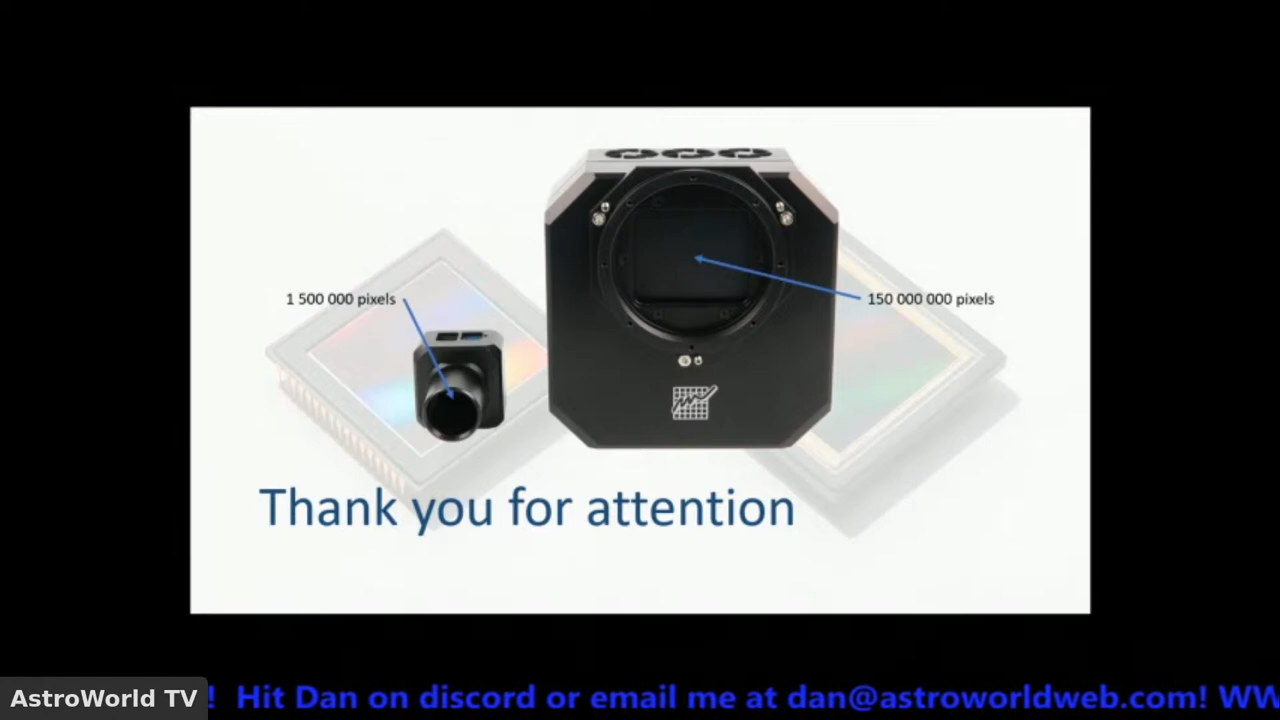 1 500 000 pixels
150 000 000 pixels
Thank you for attention
AstroWorld TV
! Hit Dan on discord or email me at dan@astroworldweb.com! WW